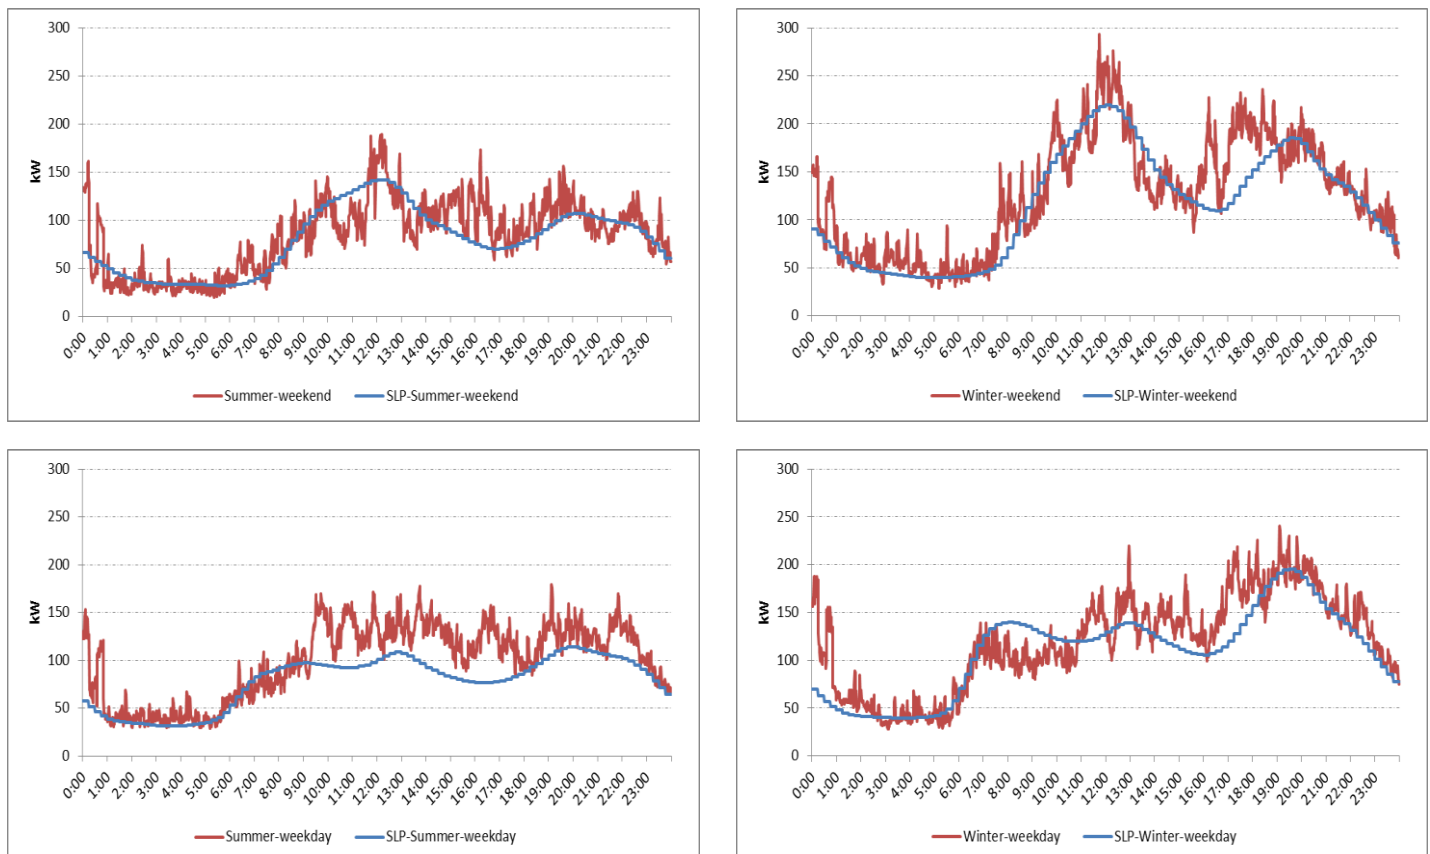 300
250
200
150
100
50
0
kW
0:00 1:00 2:00 3:00 4:00 5:00 6:00 7:00 8:00 9:00 10:00 11:00 12:00 13:00 14:00 15:00 16:00 17:00 18:00 19:00 20:00 21:00 22:00 23:00
Summer-weekend SLP-Summer-weekend
300
250
200
150
100
50
0
kW
0:00 1:00 2:00 3:00 4:00 5:00 6:00 7:00 8:00 9:00 10:00 11:00 12:00 13:00 14:00 15:00 16:00 17:00 18:00 19:00 20:00 21:00 22:00 23:00
Winter-weekend SLP-Winter-weekend
300
250
200
150
100
50
0
kW
0:00 1:00 2:00 3:00 4:00 5:00 6:00 7:00 8:00 9:00 10:00 11:00 12:00 13:00 14:00 15:00 16:00 17:00 18:00 19:00 20:00 21:00 22:00 23:00
Summer-weekday SLP-Summer-weekday
300
250
200
150
100
50
0
kW
0:00 1:00 2:00 3:00 4:00 5:00 6:00 7:00 8:00 9:00 10:00 11:00 12:00 13:00 14:00 15:00 16:00 17:00 18:00 19:00 20:00 21:00 22:00 23:00
Winter-weekday SLP-Winter-weekday